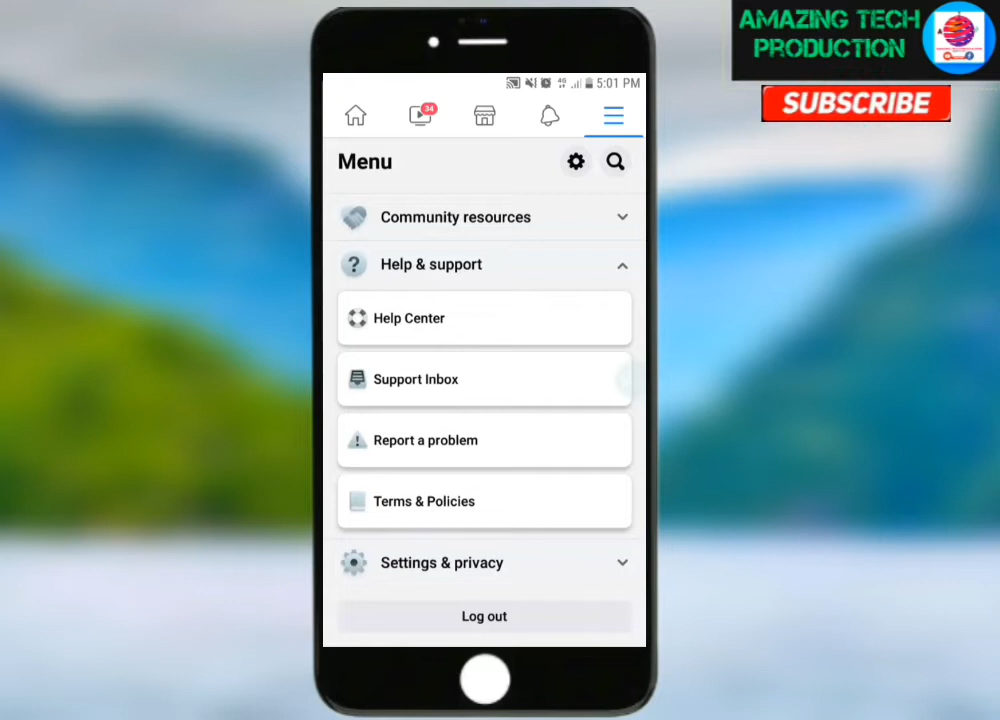 AMAZING TECH
PRODUCTION
SUBSCRIBE
5:01 PM
34
Menu
Community resources
? Help & support
Help Center
Support Inbox
Report a problem
Terms & Policies
Settings & privacy
Log out